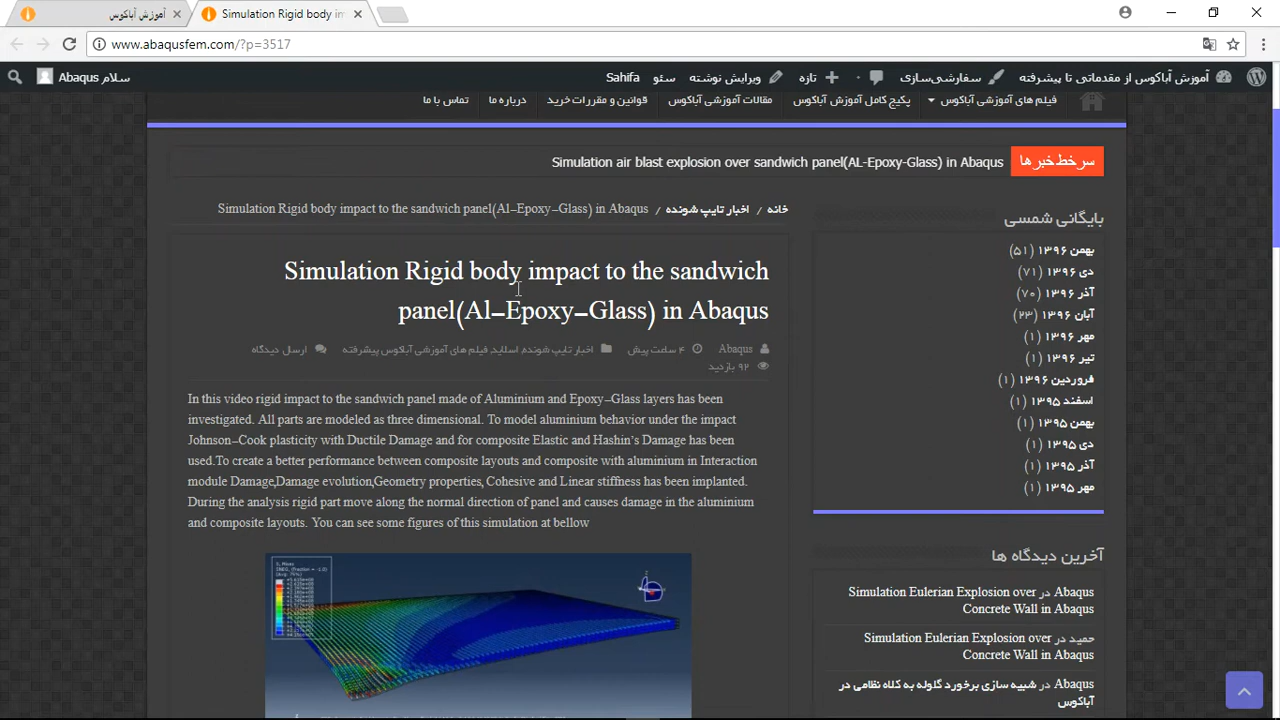 آموزش آباکوس
Simulation Rigid body im
www.abaqusfem.com/?p=3517
آموزش آباکوس از مقدماتی تا پیشرفته سفارشی‌سازی ۰ تازه ویرایش نوشته سئو Sahifa سلام Abaqus
فیلم های آموزشی آباکوس پکیج کامل آموزش آباکوس مقالات آموزشی آباکوس قوانین و مقررات خرید درباره ما تماس با ما
سرخط خبرها Simulation air blast explosion over sandwich panel(AL-Epoxy-Glass) in Abaqus
خانه / اخبار تایپ شونده / Simulation Rigid body impact to the sandwich panel(Al–Epoxy–Glass) in Abaqus
Simulation Rigid body impact to the sandwich
panel(Al–Epoxy–Glass) in Abaqus
Abaqus ۴ ساعت پیش اخبار تایپ شونده, اسلاید, فیلم های آموزشی آباکوس پیشرفته ارسال دیدگاه
۹۲ بازدید
In this video rigid impact to the sandwich panel made of Aluminium and Epoxy–Glass layers has been
investigated. All parts are modeled as three dimensional. To model aluminium behavior under the impact
Johnson–Cook plasticity with Ductile Damage and for composite Elastic and Hashin's Damage has been
used.To create a better performance between composite layouts and composite with aluminium in Interaction
module Damage,Damage evolution,Geometry properties, Cohesive and Linear stiffness has been implanted.
During the analysis rigid part move along the normal direction of panel and causes damage in the aluminium
and composite layouts. You can see some figures of this simulation at bellow
S, Mises
بایگانی شمسی
بهمن ۱۳۹۶ (۵۱)
دی ۱۳۹۶ (۷۱)
آذر ۱۳۹۶ (۷۰)
آبان ۱۳۹۶ (۲۳)
مهر ۱۳۹۶ (۱)
تیر ۱۳۹۶ (۱)
فروردین ۱۳۹۶ (۱)
اسفند ۱۳۹۵ (۱)
بهمن ۱۳۹۵ (۱)
دی ۱۳۹۵ (۱)
آذر ۱۳۹۵ (۱)
مهر ۱۳۹۵ (۱)
آخرین دیدگاه ها
Abaqus در Simulation Eulerian Explosion over
Concrete Wall in Abaqus
حمید در Simulation Eulerian Explosion over
Concrete Wall in Abaqus
Abaqus در شبیه سازی برخورد گلوله به کلاه نظامی در
آباکوس